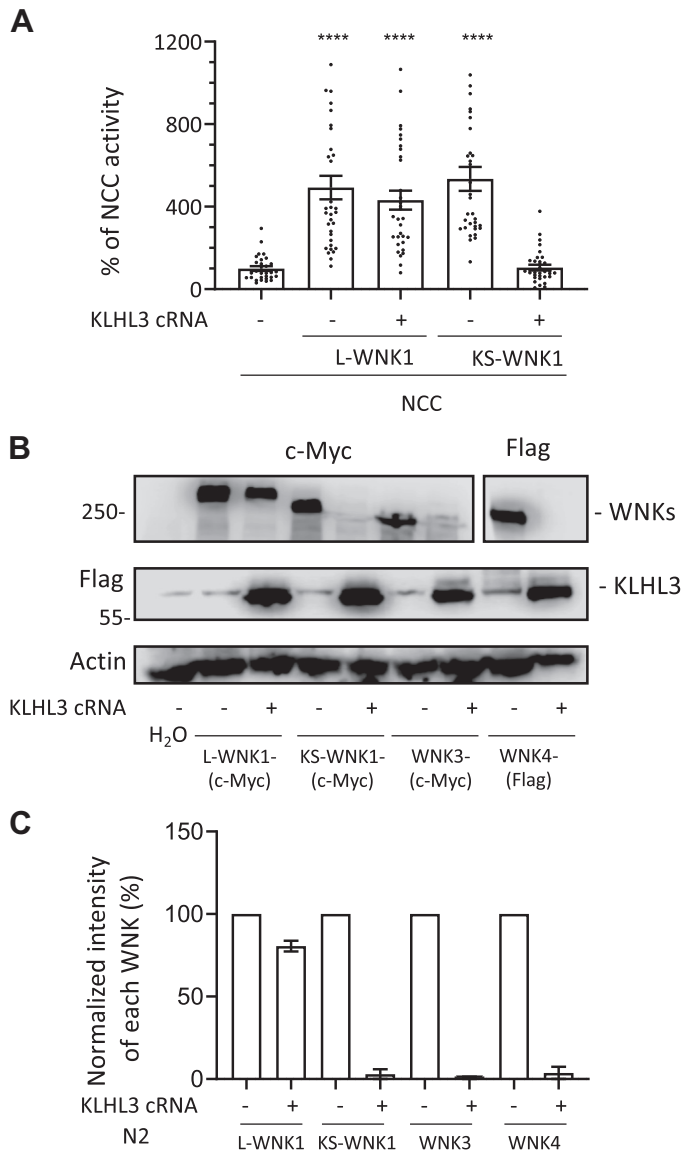 A
1200
800
400
0
% of NCC activity
**** **** ****
KLHL3 cRNA - - + - +
L-WNK1 KS-WNK1
NCC
B
c-Myc Flag
250- - WNKs
Flag - KLHL3
55-
Actin
KLHL3 cRNA - - + - + - + - +
H₂O
L-WNK1- KS-WNK1- WNK3- WNK4-
(c-Myc) (c-Myc) (c-Myc) (Flag)
C
150
100
50
0
Normalized intensity
of each WNK (%)
KLHL3 cRNA - + - + - + - +
N2 L-WNK1 KS-WNK1 WNK3 WNK4